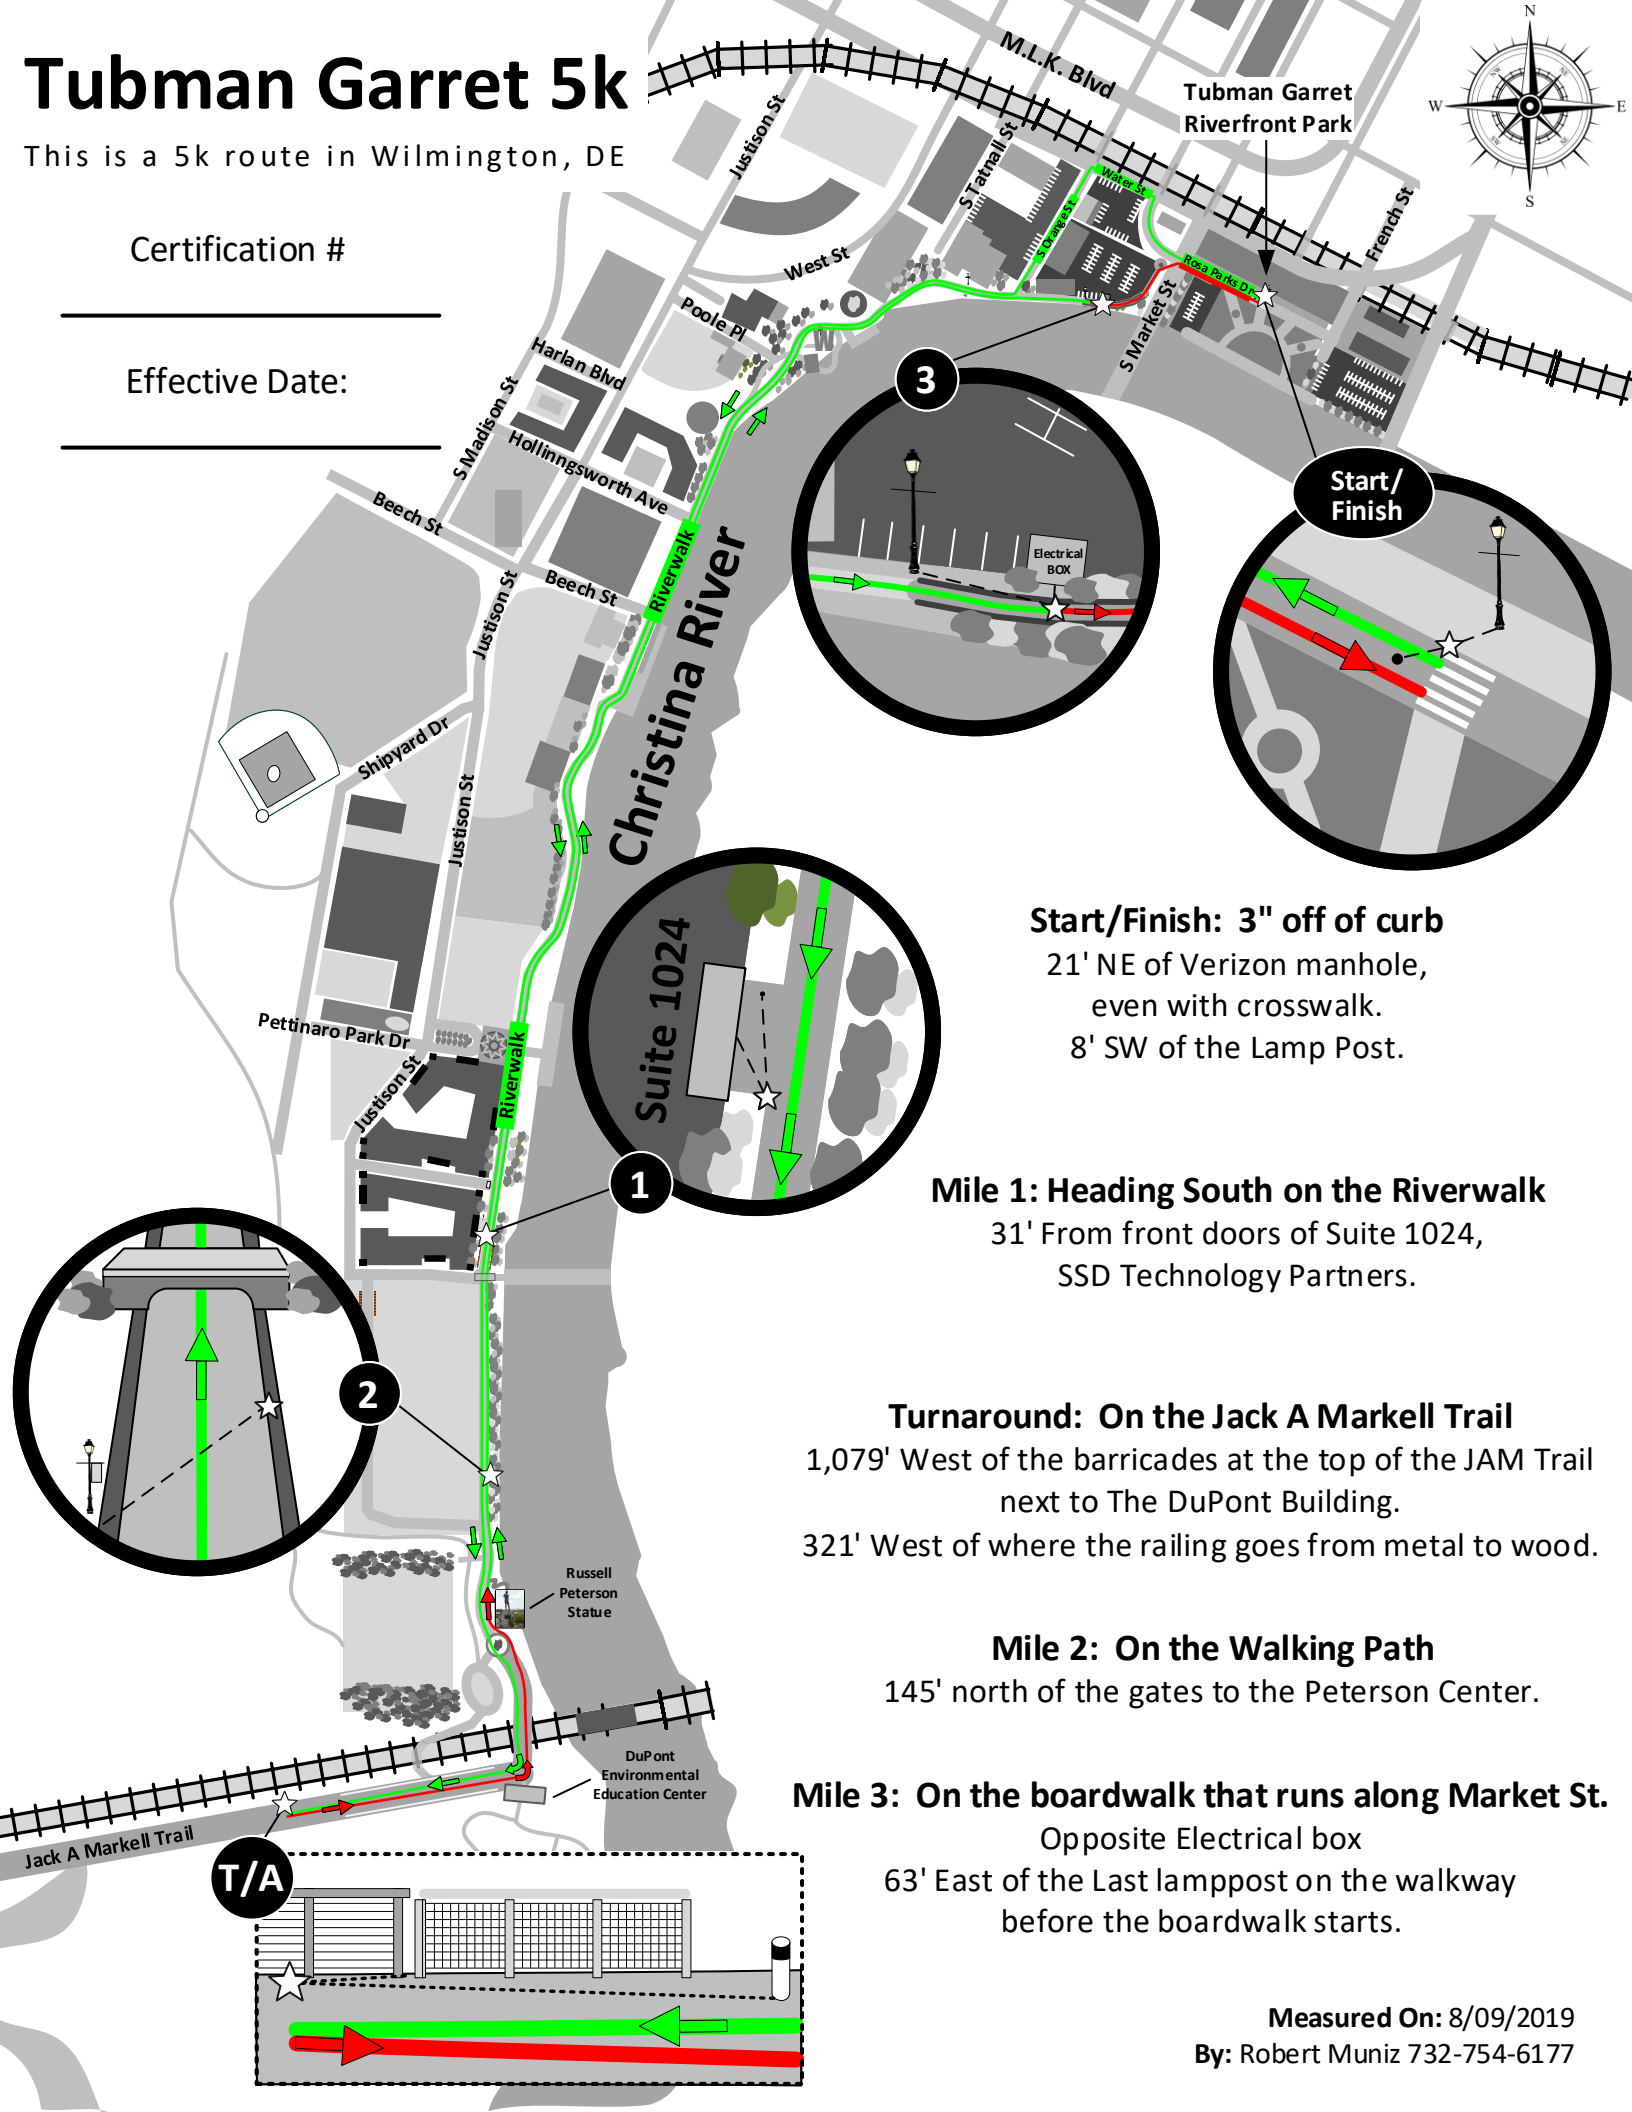 Tubman Garret 5k
This is a 5k route in Wilmington, DE
Certification #
Effective Date:
M.L.K. Blvd
Tubman Garret
Riverfront Park
N
W
E
S
NW
NE
SW
SE
Justison St
S Tatnall St
Water St
S Orange St
French St
Rosa Parks Dr
West St
S Market St
Poole Pl
Harlan Blvd
S Madison St
Hollinngsworth Ave
Beech St
Beech St
Riverwalk
Christina River
Justison St
Shipyard Dr
Justison St
Pettinaro Park Dr
Justison St
Riverwalk
3
Electrical
BOX
Start/
Finish
Suite 1024
1
2
Start/Finish:  3" off of curb
21' NE of Verizon manhole,
even with crosswalk.
8' SW of the Lamp Post.
Mile 1: Heading South on the Riverwalk
31' From front doors of Suite 1024,
SSD Technology Partners.
Turnaround:  On the Jack A Markell Trail
1,079' West of the barricades at the top of the JAM Trail
next to The DuPont Building.
321' West of where the railing goes from metal to wood.
Russell
Peterson
Statue
Mile 2:  On the Walking Path
145' north of the gates to the Peterson Center.
DuPont
Environmental
Education Center
Jack A Markell Trail
T/A
Mile 3:  On the boardwalk that runs along Market St.
Opposite Electrical box
63' East of the Last lamppost on the walkway
before the boardwalk starts.
Measured On: 8/09/2019
By: Robert Muniz 732-754-6177